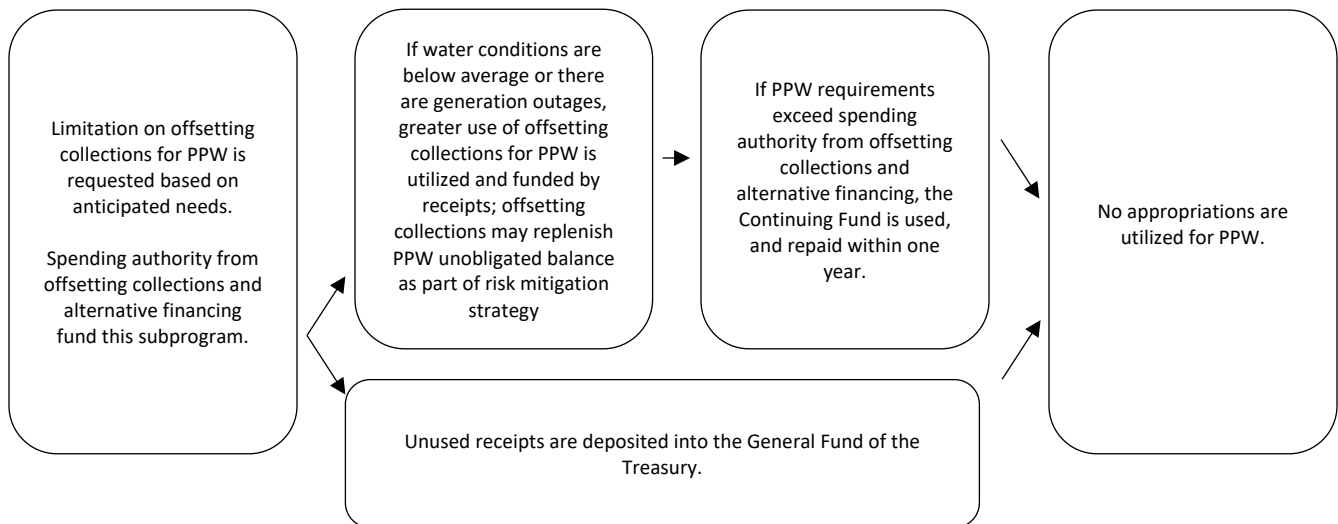 Limitation on offsetting
collections for PPW is
requested based on
anticipated needs.
Spending authority from
offsetting collections and
alternative financing
fund this subprogram.
If water conditions are
below average or there
are generation outages,
greater use of offsetting
collections for PPW is
utilized and funded by
receipts; offsetting
collections may replenish
PPW unobligated balance
as part of risk mitigation
strategy
If PPW requirements
exceed spending
authority from offsetting
collections and
alternative financing, the
Continuing Fund is used,
and repaid within one
year.
No appropriations are
utilized for PPW.
Unused receipts are deposited into the General Fund of the
Treasury.